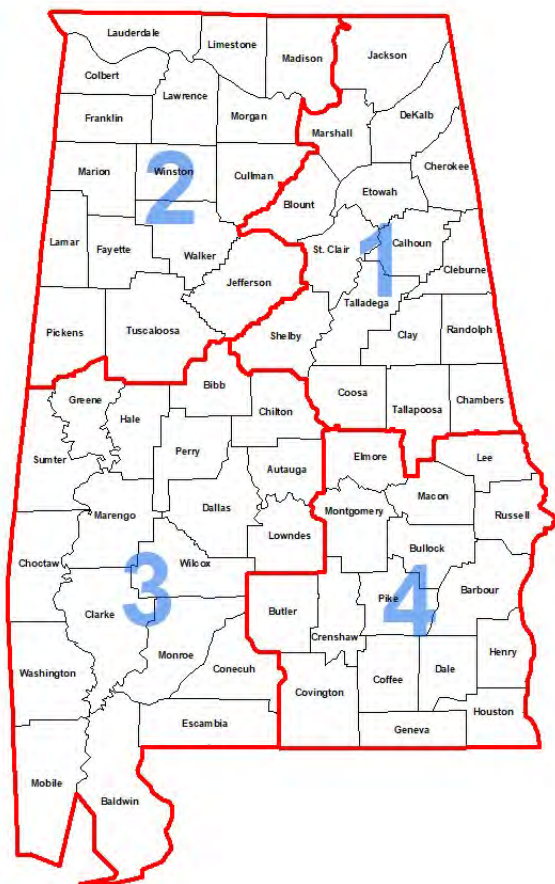 Lauderdale
Limestone
Madison
Jackson
Colbert
Lawrence
Franklin
Morgan
Marshall
DeKalb
Cherokee
Marion
Winston
2
Cullman
Blount
Etowah
Lamar
Fayette
Walker
St. Clair
Calhoun
1
Cleburne
Jefferson
Talladega
Pickens
Tuscaloosa
Shelby
Clay
Randolph
Bibb
Coosa
Tallapoosa
Chambers
Greene
Hale
Chilton
Sumter
Perry
Autauga
Elmore
Lee
Macon
Marengo
Dallas
Montgomery
Russell
Lowndes
Choctaw
Wilcox
Bullock
3
Clarke
Butler
Pike
4
Barbour
Crenshaw
Washington
Monroe
Conecuh
Henry
Covington
Coffee
Dale
Escambia
Houston
Geneva
Mobile
Baldwin